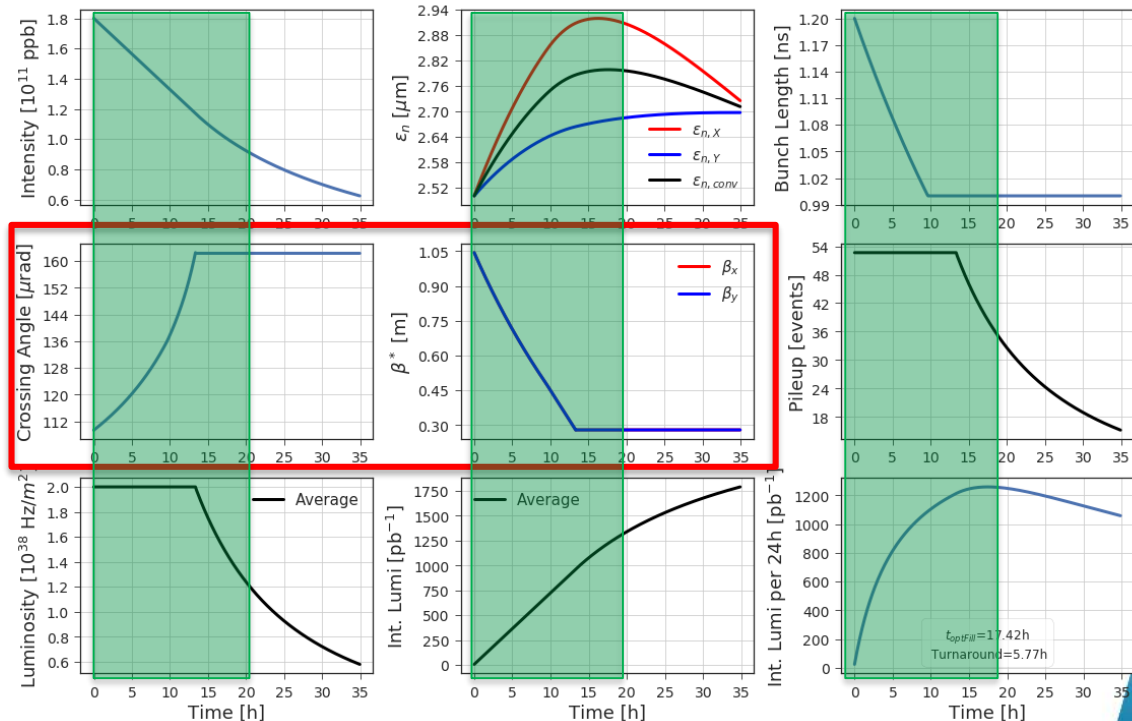 Intensity [10^11 ppb]
1.8
1.6
1.4
1.2
1.0
0.8
0.6
0 5 10 15 20 25 30 35
ε_n [μm]
2.94
2.88
2.82
2.76
2.70
2.64
2.58
2.52
ε_n,X
ε_n,Y
ε_n,conv
0 5 10 15 20 25 30 35
Bunch Length [ns]
1.20
1.17
1.14
1.11
1.08
1.05
1.02
0.99
0 5 10 15 20 25 30 35
Crossing Angle [μrad]
160
152
144
136
128
120
112
0 5 10 15 20 25 30 35
β* [m]
1.05
0.90
0.75
0.60
0.45
0.30
β_x
β_y
0 5 10 15 20 25 30 35
Pileup [events]
54
48
42
36
30
24
18
0 5 10 15 20 25 30 35
Luminosity [10^38 Hz/m^2
2.0
1.8
1.6
1.4
1.2
1.0
0.8
0.6
Average
0 5 10 15 20 25 30 35
Time [h]
Int. Lumi [pb^−1]
1750
1500
1250
1000
750
500
250
0
Average
0 5 10 15 20 25 30 35
Time [h]
Int. Lumi per 24h [pb^−1]
1200
1000
800
600
400
200
0
t_optFill=17.42h
Turnaround=5.77h
0 5 10 15 20 25 30 35
Time [h]